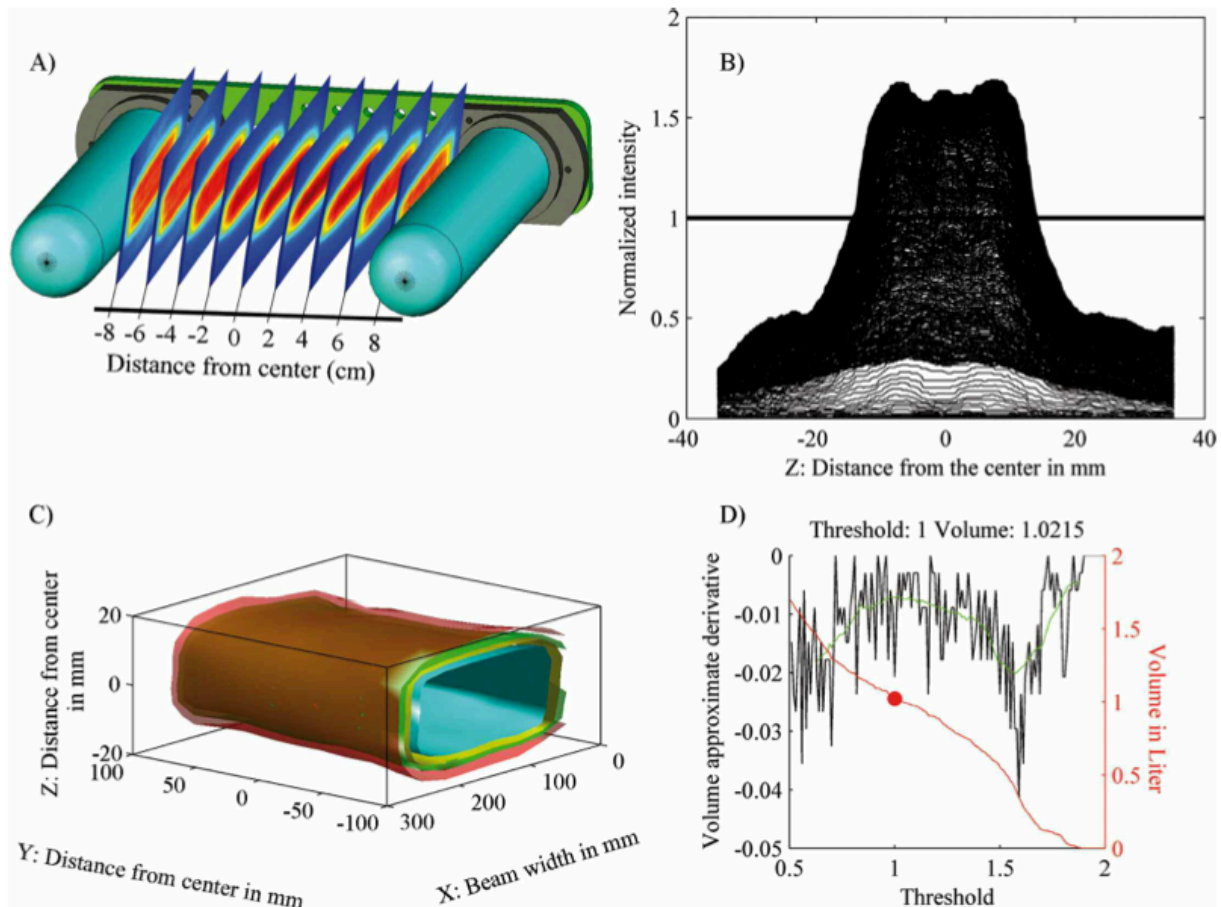 A)
-8 -6 -4 -2 0 2 4 6 8
Distance from center (cm)
B)
2
1.5
1
0.5
0
Normalized intensity
-40 -20 0 20 40
Z: Distance from the center in mm
C)
Z: Distance from center
in mm
20
0
-20
100 50 0 -50 -100
300 200 100 0
Y: Distance from center in mm
X: Beam width in mm
D)
Threshold: 1 Volume: 1.0215
Volume approximate derivative
0
-0.01
-0.02
-0.03
-0.04
-0.05
0.5 1 1.5 2
Threshold
2
1.5
1
0.5
0
Volume in Liter